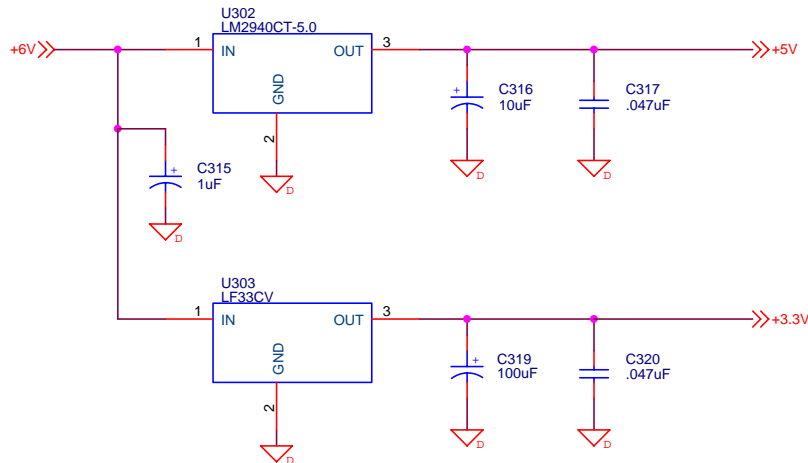 U302
LM2940CT-5.0
+6V
1
IN
OUT
3
+5V
GND
2
D
+
C315
1uF
D
+
C316
10uF
D
C317
.047uF
D
U303
LF33CV
1
IN
OUT
3
+3.3V
GND
2
D
+
C319
100uF
D
C320
.047uF
D